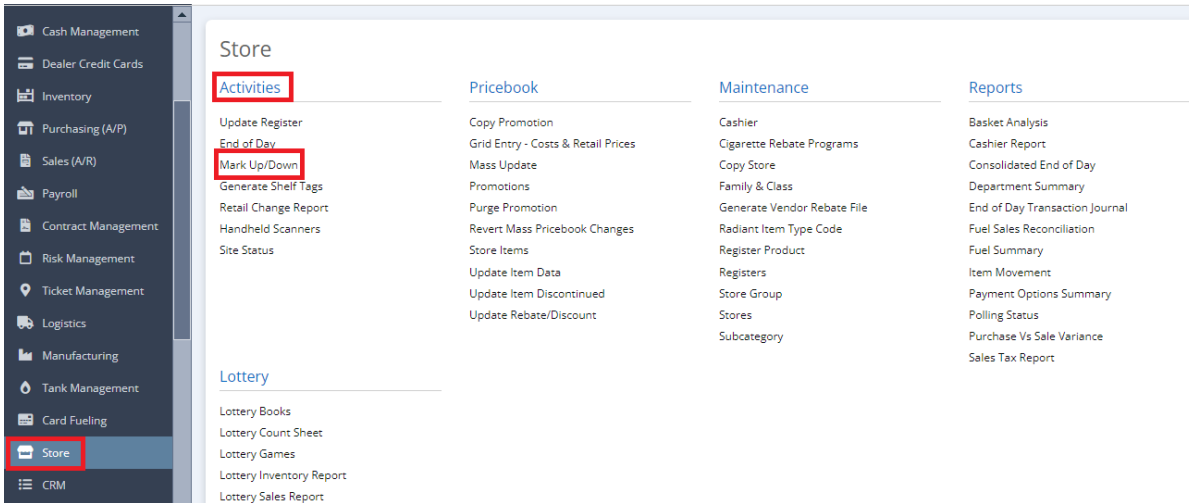 Cash Management
Dealer Credit Cards
Inventory
Purchasing (A/P)
Sales (A/R)
Payroll
Contract Management
Risk Management
Ticket Management
Logistics
Manufacturing
Tank Management
Card Fueling
Store
CRM
Store
Activities
Update Register
End of Day
Mark Up/Down
Generate Shelf Tags
Retail Change Report
Handheld Scanners
Site Status
Pricebook
Copy Promotion
Grid Entry - Costs & Retail Prices
Mass Update
Promotions
Purge Promotion
Revert Mass Pricebook Changes
Store Items
Update Item Data
Update Item Discontinued
Update Rebate/Discount
Maintenance
Cashier
Cigarette Rebate Programs
Copy Store
Family & Class
Generate Vendor Rebate File
Radiant Item Type Code
Register Product
Registers
Store Group
Stores
Subcategory
Reports
Basket Analysis
Cashier Report
Consolidated End of Day
Department Summary
End of Day Transaction Journal
Fuel Sales Reconciliation
Fuel Summary
Item Movement
Payment Options Summary
Polling Status
Purchase Vs Sale Variance
Sales Tax Report
Lottery
Lottery Books
Lottery Count Sheet
Lottery Games
Lottery Inventory Report
Lottery Sales Report